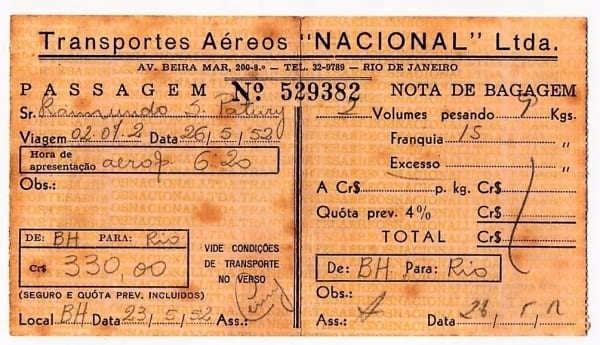 Transportes Aéreos "NACIONAL" Ltda.
AV. BEIRA MAR, 200-8.º — TEL. 32-9789 — RIO DE JANEIRO
PASSAGEM Nº 529382 NOTA DE BAGAGEM
Sr. Raimundo S. Patury
Viagem 02.07.2 Data 26/5/52
Hora de apresentação aerop 6:20
Obs.:
DE: BH PARA: Rio
Cr$ 330,00
(SEGURO E QUÓTA PREV. INCLUIDOS)
VIDE CONDIÇÕES
DE TRANSPORTE
NO VERSO
Local BH Data 23/5/52 Ass.:
Volumes pesando 9 Kgs.
Franquia 15 "
Excesso "
A Cr$ p. kg. Cr$
Quóta prev. 4% Cr$
TOTAL Cr$
De: BH Para: Rio
Obs.:
Ass.: Data 26